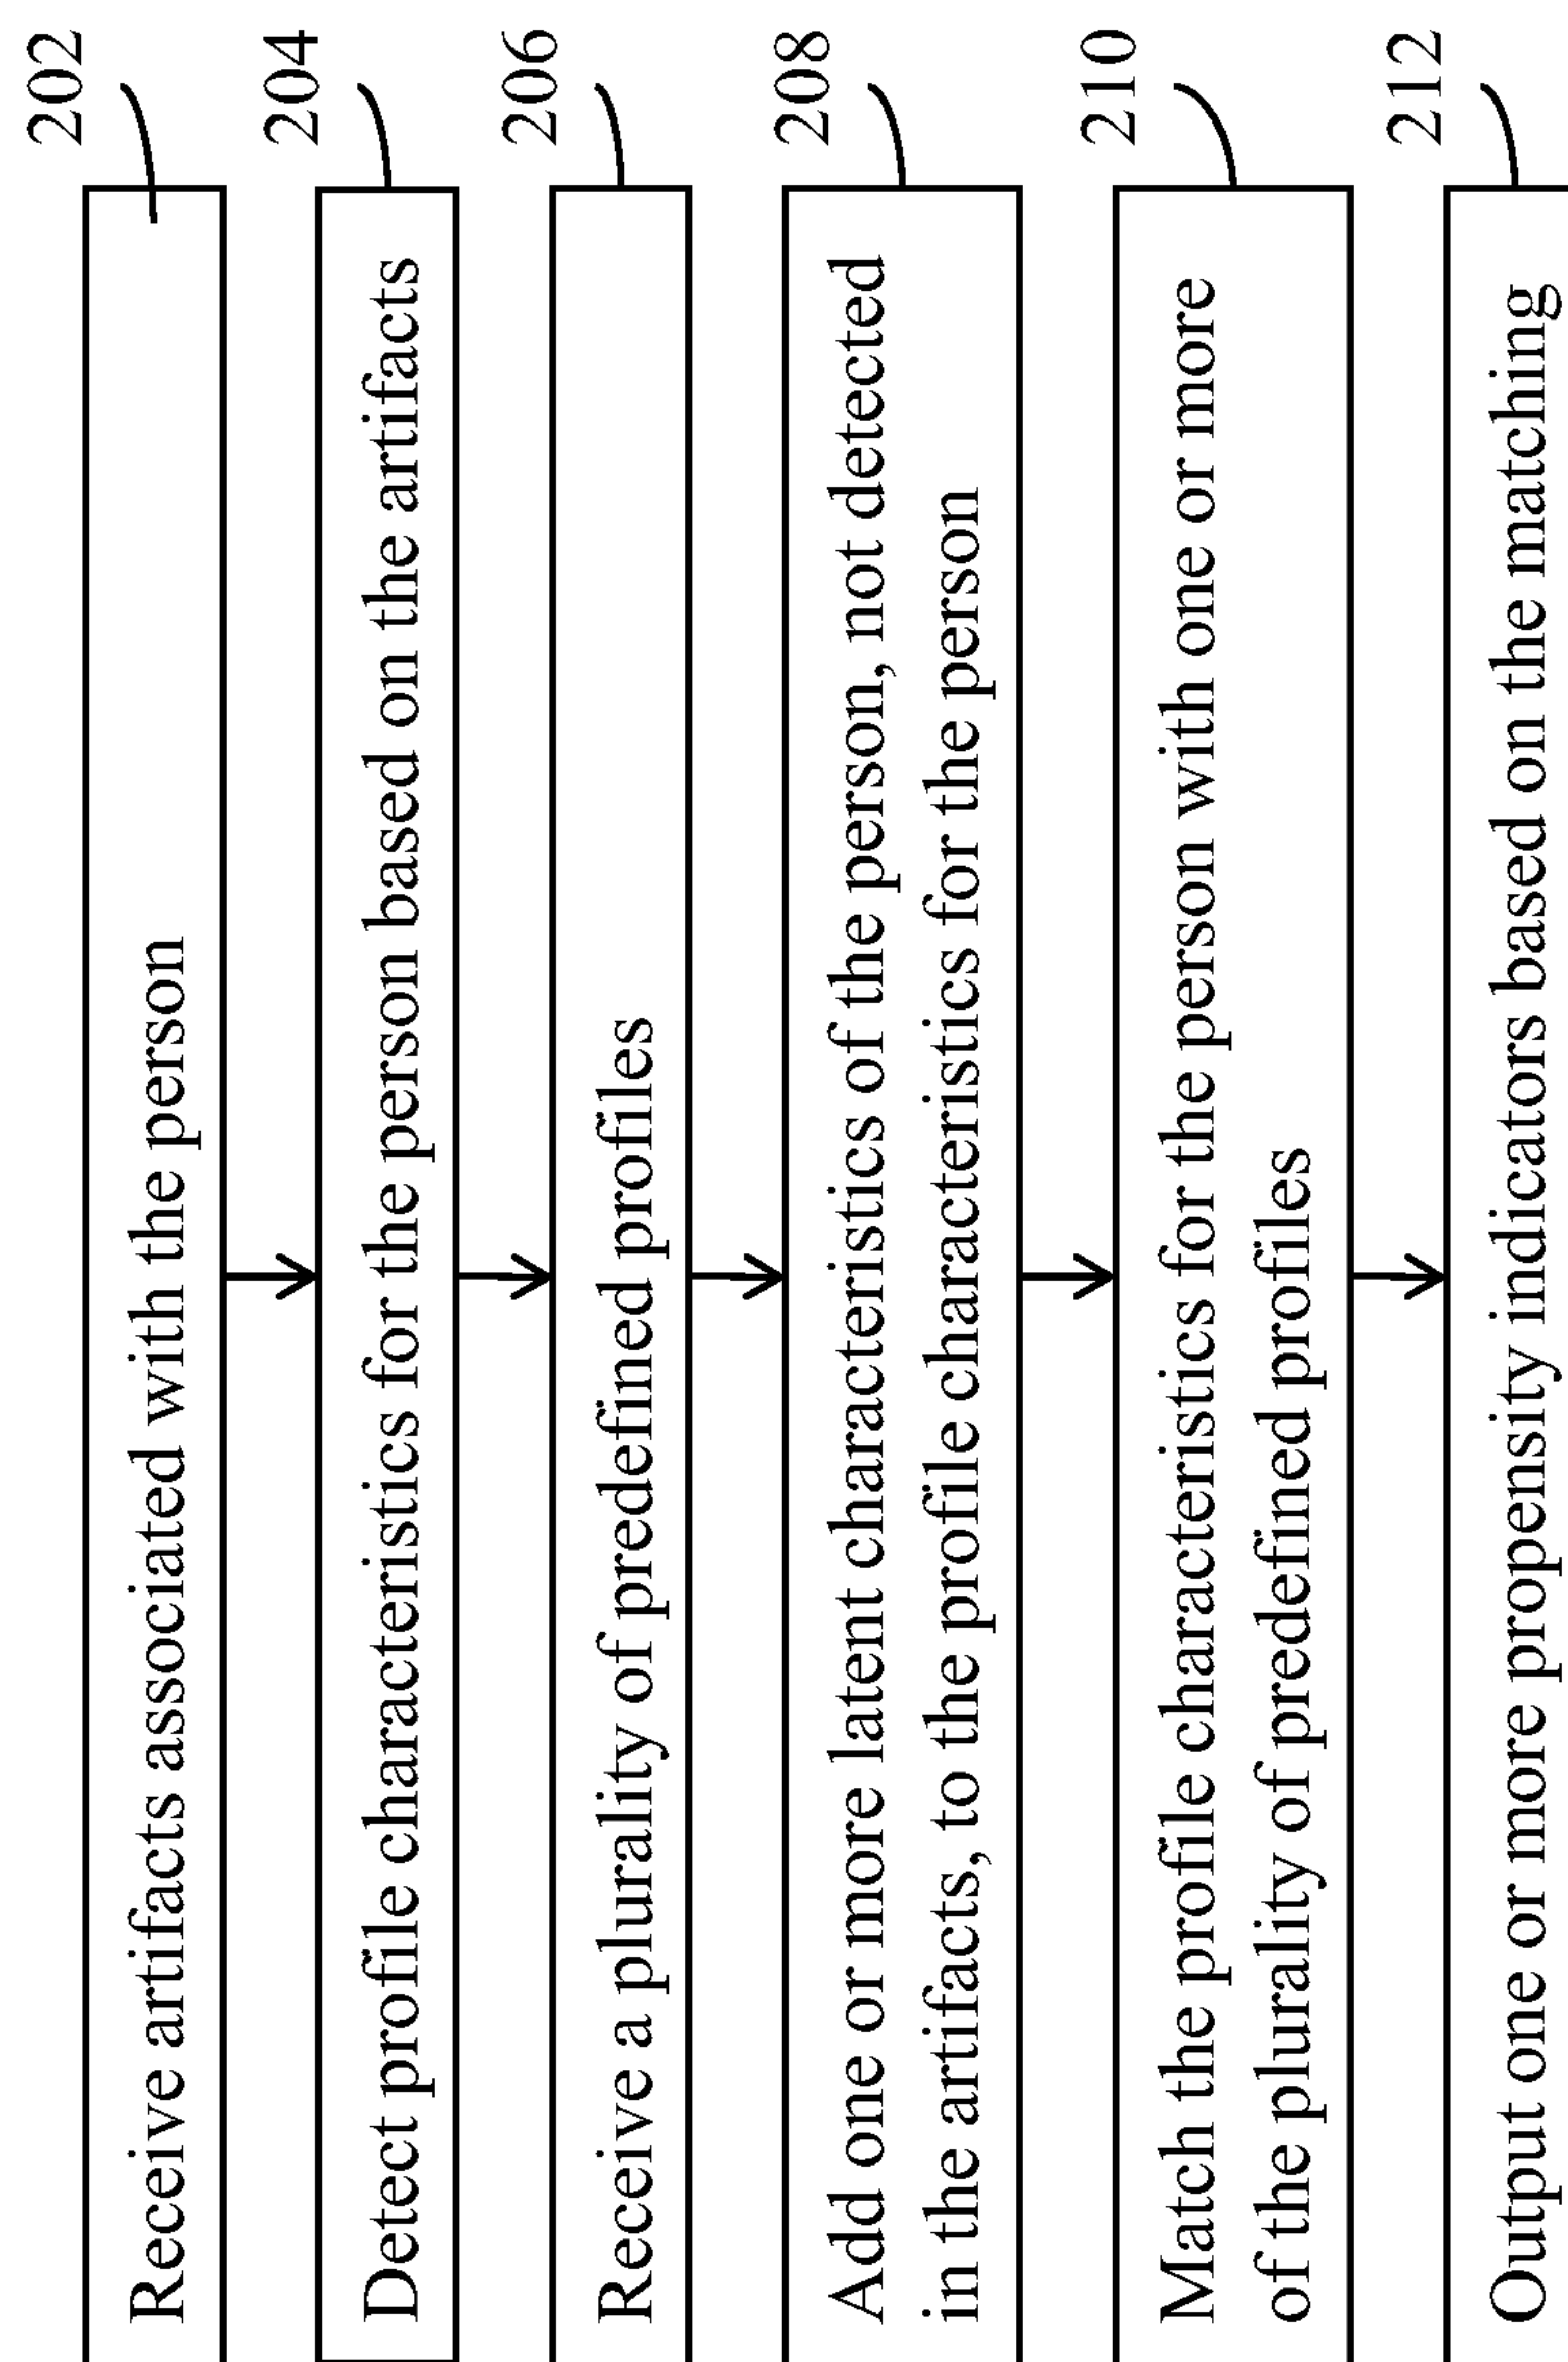 202
Receive artifacts associated with the person
204
Detect profile characteristics for the person based on the artifacts
206
Receive a plurality of predefined profiles
208
Add one or more latent characteristics of the person, not detected
in the artifacts, to the profile characteristics for the person
210
Match the profile characteristics for the person with one or more
of the plurality of predefined profiles
212
Output one or more propensity indicators based on the matching